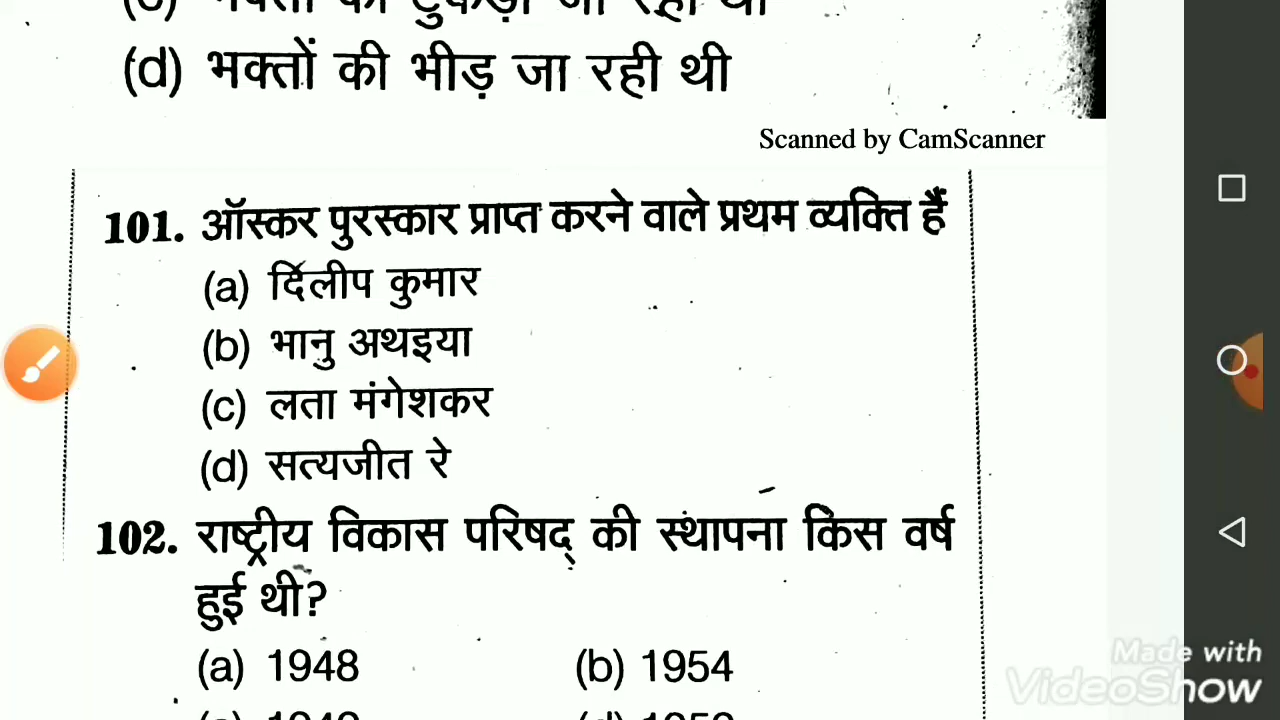 (d) भक्तों की भीड़ जा रही थी
Scanned by CamScanner
101. ऑस्कर पुरस्कार प्राप्त करने वाले प्रथम व्यक्ति हैं
(a) दिलीप कुमार
(b) भानु अथइया
(c) लता मंगेशकर
(d) सत्यजीत रे
102. राष्ट्रीय विकास परिषद् की स्थापना किस वर्ष
हुई थी?
(a) 1948 (b) 1954
Made with
VideoShow